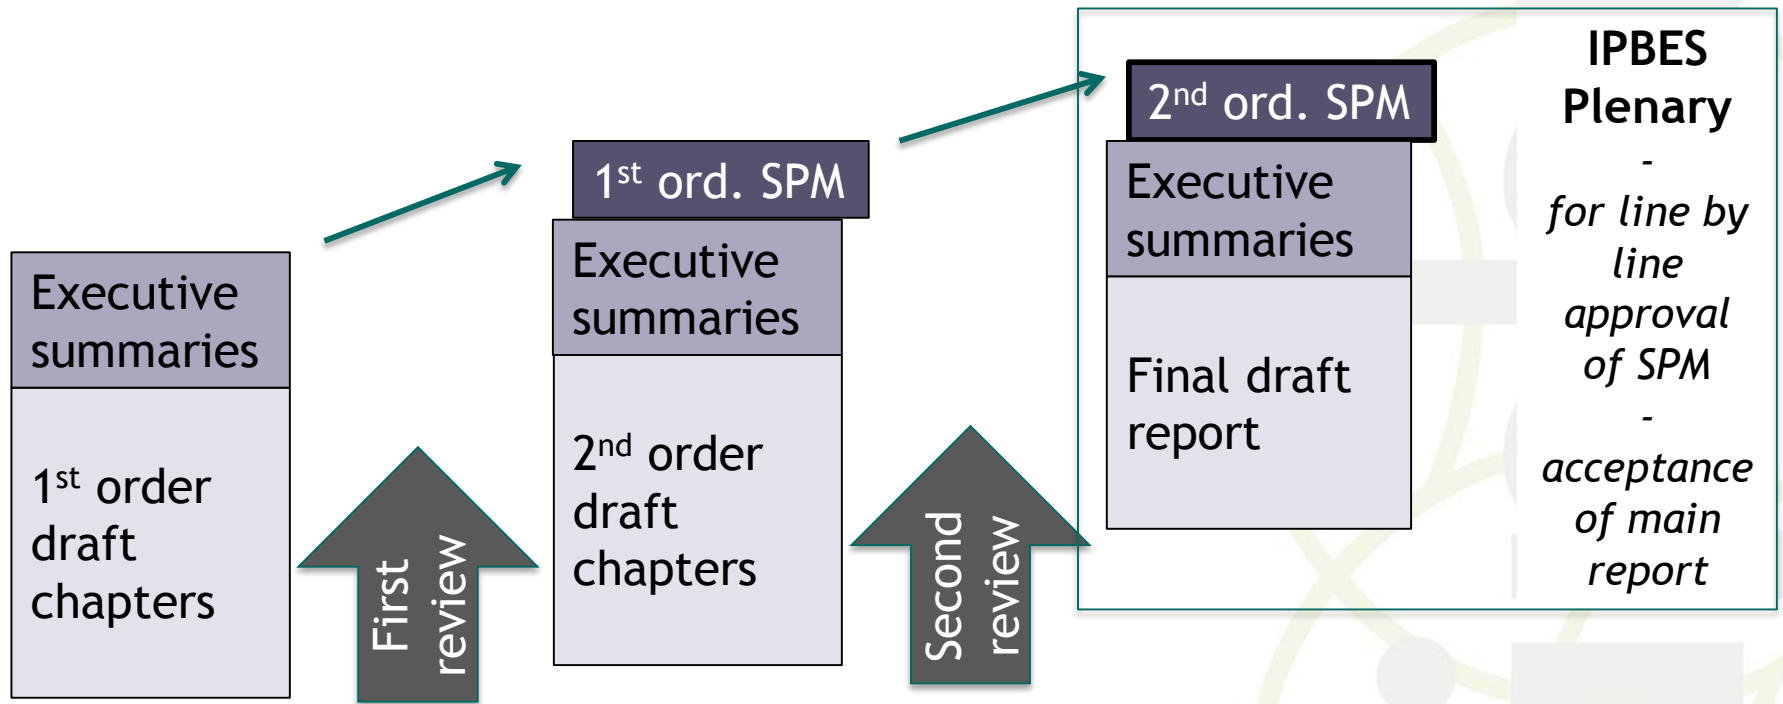 Executive
summaries
1st order
draft
chapters
First
review
1st ord. SPM
Executive
summaries
2nd order
draft
chapters
Second
review
2nd ord. SPM
Executive
summaries
Final draft
report
IPBES
Plenary
-
for line by
line
approval
of SPM
-
acceptance
of main
report